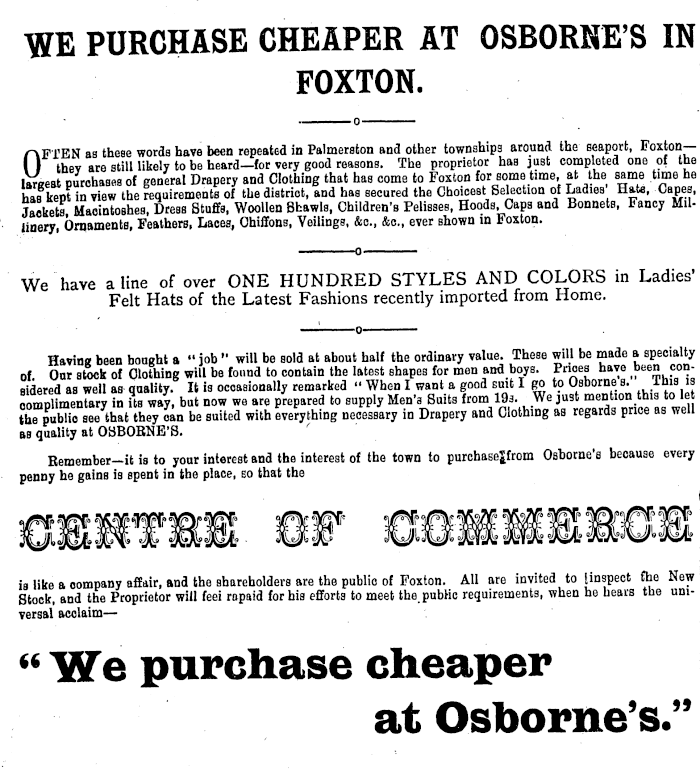 WE PURCHASE CHEAPER AT OSBORNE'S IN
FOXTON.
OFTEN as these words have been repeated in Palmerston and other townships around the seaport, Foxton—
they are still likely to be heard—for very good reasons. The proprietor has just completed one of the
largest purchases of general Drapery and Clothing that has come to Foxton for some time, at the same time he
has kept in view the requirements of the district, and has secured the Choicest Selection of Ladies' Hats, Capes,
Jackets, Macintoshes, Dress Stuffs, Woollen Shawls, Children's Pelisses, Hoods, Caps and Bonnets, Fancy Mil-
linery, Ornaments, Feathers, Laces, Chiffons, Veilings, &c., &c., ever shown in Foxton.
We have a line of over ONE HUNDRED STYLES AND COLORS in Ladies'
Felt Hats of the Latest Fashions recently imported from Home.
Having been bought a "job" will be sold at about half the ordinary value. These will be made a specialty
of. Our stock of Clothing will be found to contain the latest shapes for men and boys. Prices have been con-
sidered as well as quality. It is occasionally remarked "When I want a good suit I go to Osborne's." This is
complimentary in its way, but now we are prepared to supply Men's Suits from 19s. We just mention this to let
the public see that they can be suited with everything necessary in Drapery and Clothing as regards price as well
as quality at OSBORNE'S.
Remember—it is to your interest and the interest of the town to purchase from Osborne's because every
penny he gains is spent in the place, so that the
CENTRE OF COMMERCE
is like a company affair, and the shareholders are the public of Foxton. All are invited to inspect the New
Stock, and the Proprietor will feel rapaid for his efforts to meet the public requirements, when he hears the uni-
versal acclaim—
"We purchase cheaper
at Osborne's."